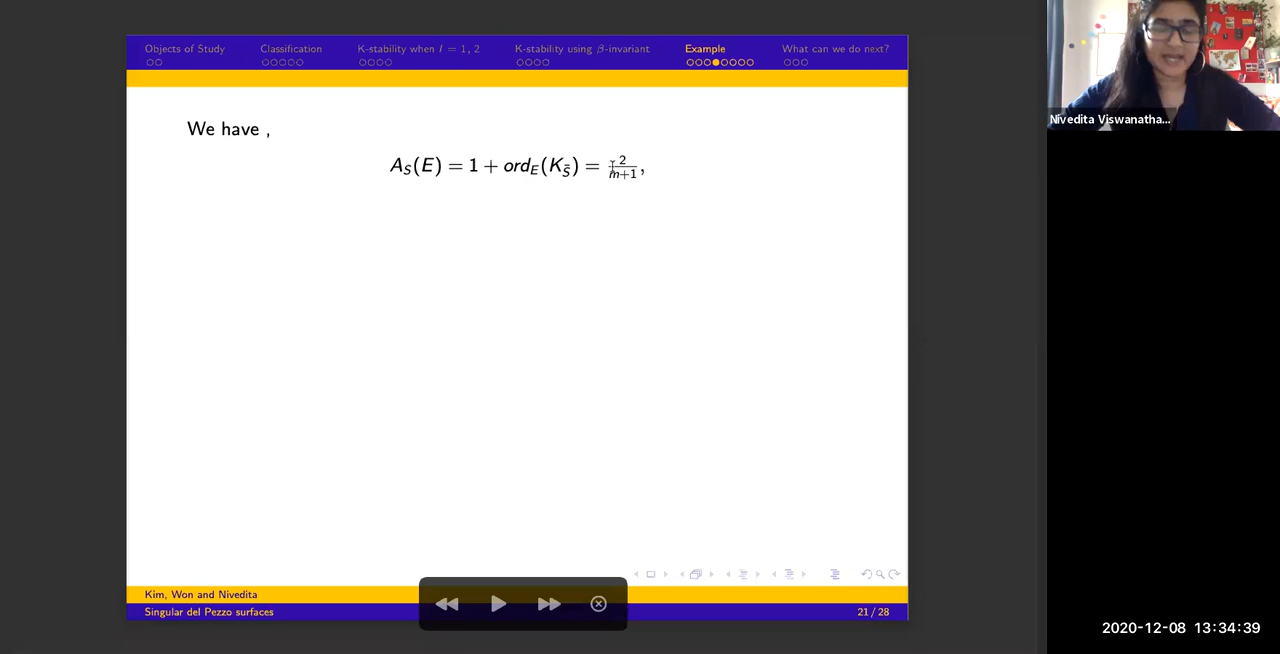 Objects of Study Classification K-stability when I = 1, 2 K-stability using β-invariant Example What can we do next?
We have ,
A_S(E) = 1 + ord_E(K_S̄) = 2/(m+1),
Kim, Won and Nivedita
Singular del Pezzo surfaces 21 / 28
Nivedita Viswanatha...
2020-12-08 13:34:39